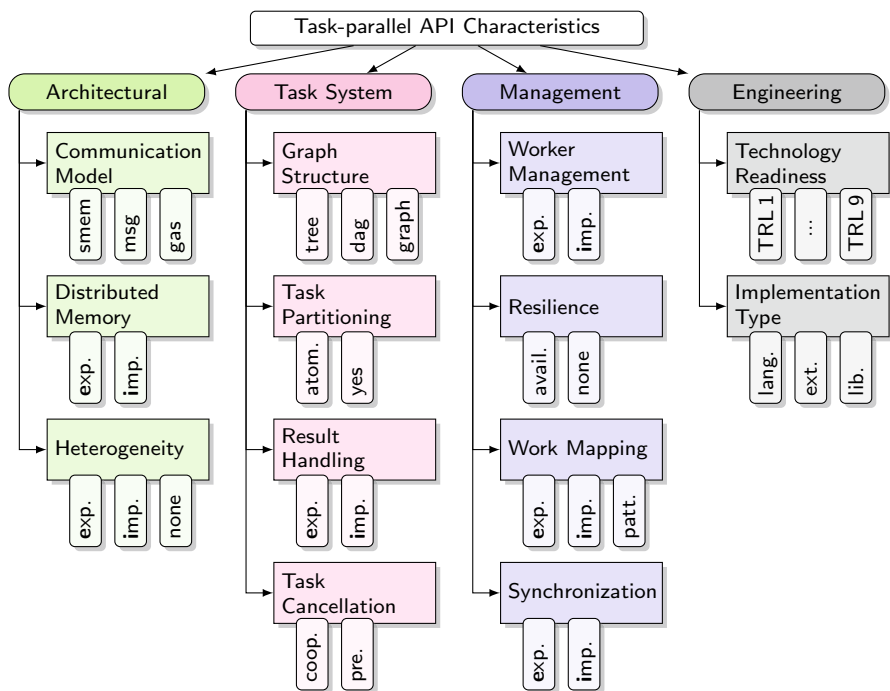 Task-parallel API Characteristics
Architectural
Communication
Model
smem
msg
gas
Distributed
Memory
exp.
imp.
Heterogeneity
exp.
imp.
none
Task System
Graph
Structure
tree
dag
graph
Task
Partitioning
atom.
yes
Result
Handling
exp.
imp.
Task
Cancellation
coop.
pre.
Management
Worker
Management
exp.
imp.
Resilience
avail.
none
Work Mapping
exp.
imp.
patt.
Synchronization
exp.
imp.
Engineering
Technology
Readiness
TRL 1
...
TRL 9
Implementation
Type
lang.
ext.
lib.